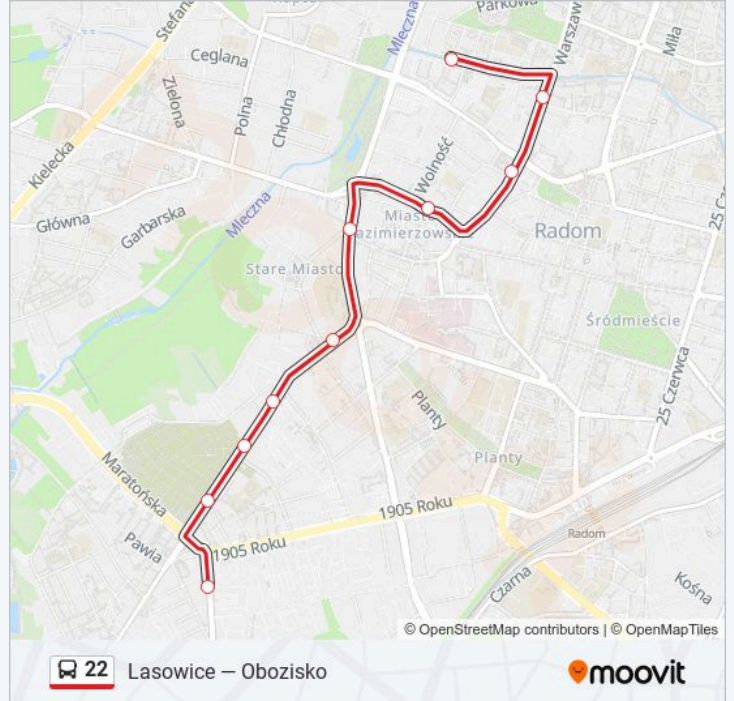 Parkowa
Stefana
Mleczna
Warszaw
Miła
Ceglana
Zielona
Polna
Chłodna
Kielecka
Wolność
Główna
Garbarska
Mleczna
Miasto
Kazimierzowskie
Radom
25 Cz
Stare Miasto
Śródmieście
25 Czerwca
Planty
Planty
Maratońska
1905 Roku
1905 Roku
Pawia
Radom
Czarna
Kośna
© OpenStreetMap contributors | © OpenMapTiles
22 Lasowice — Obozisko
moovit